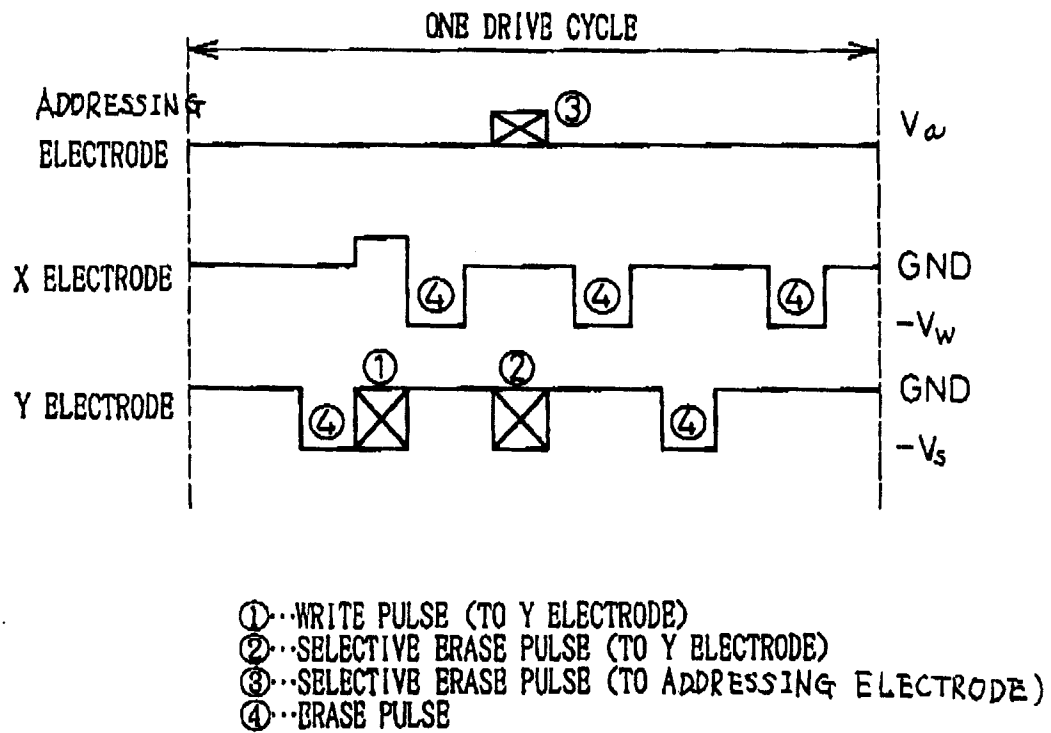 ONE DRIVE CYCLE
ADDRESSING
ELECTRODE
③
Va
X ELECTRODE
④ ④ ④
GND
-Vw
① ②
Y ELECTRODE
④ ④
GND
-Vs
①…WRITE PULSE (TO Y ELECTRODE)
②…SELECTIVE ERASE PULSE (TO Y ELECTRODE)
③…SELECTIVE ERASE PULSE (TO ADDRESSING ELECTRODE)
④…ERASE PULSE